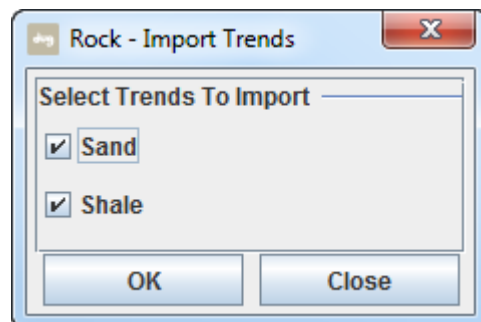 Rock - Import Trends
Select Trends To Import
Sand
Shale
OK Close